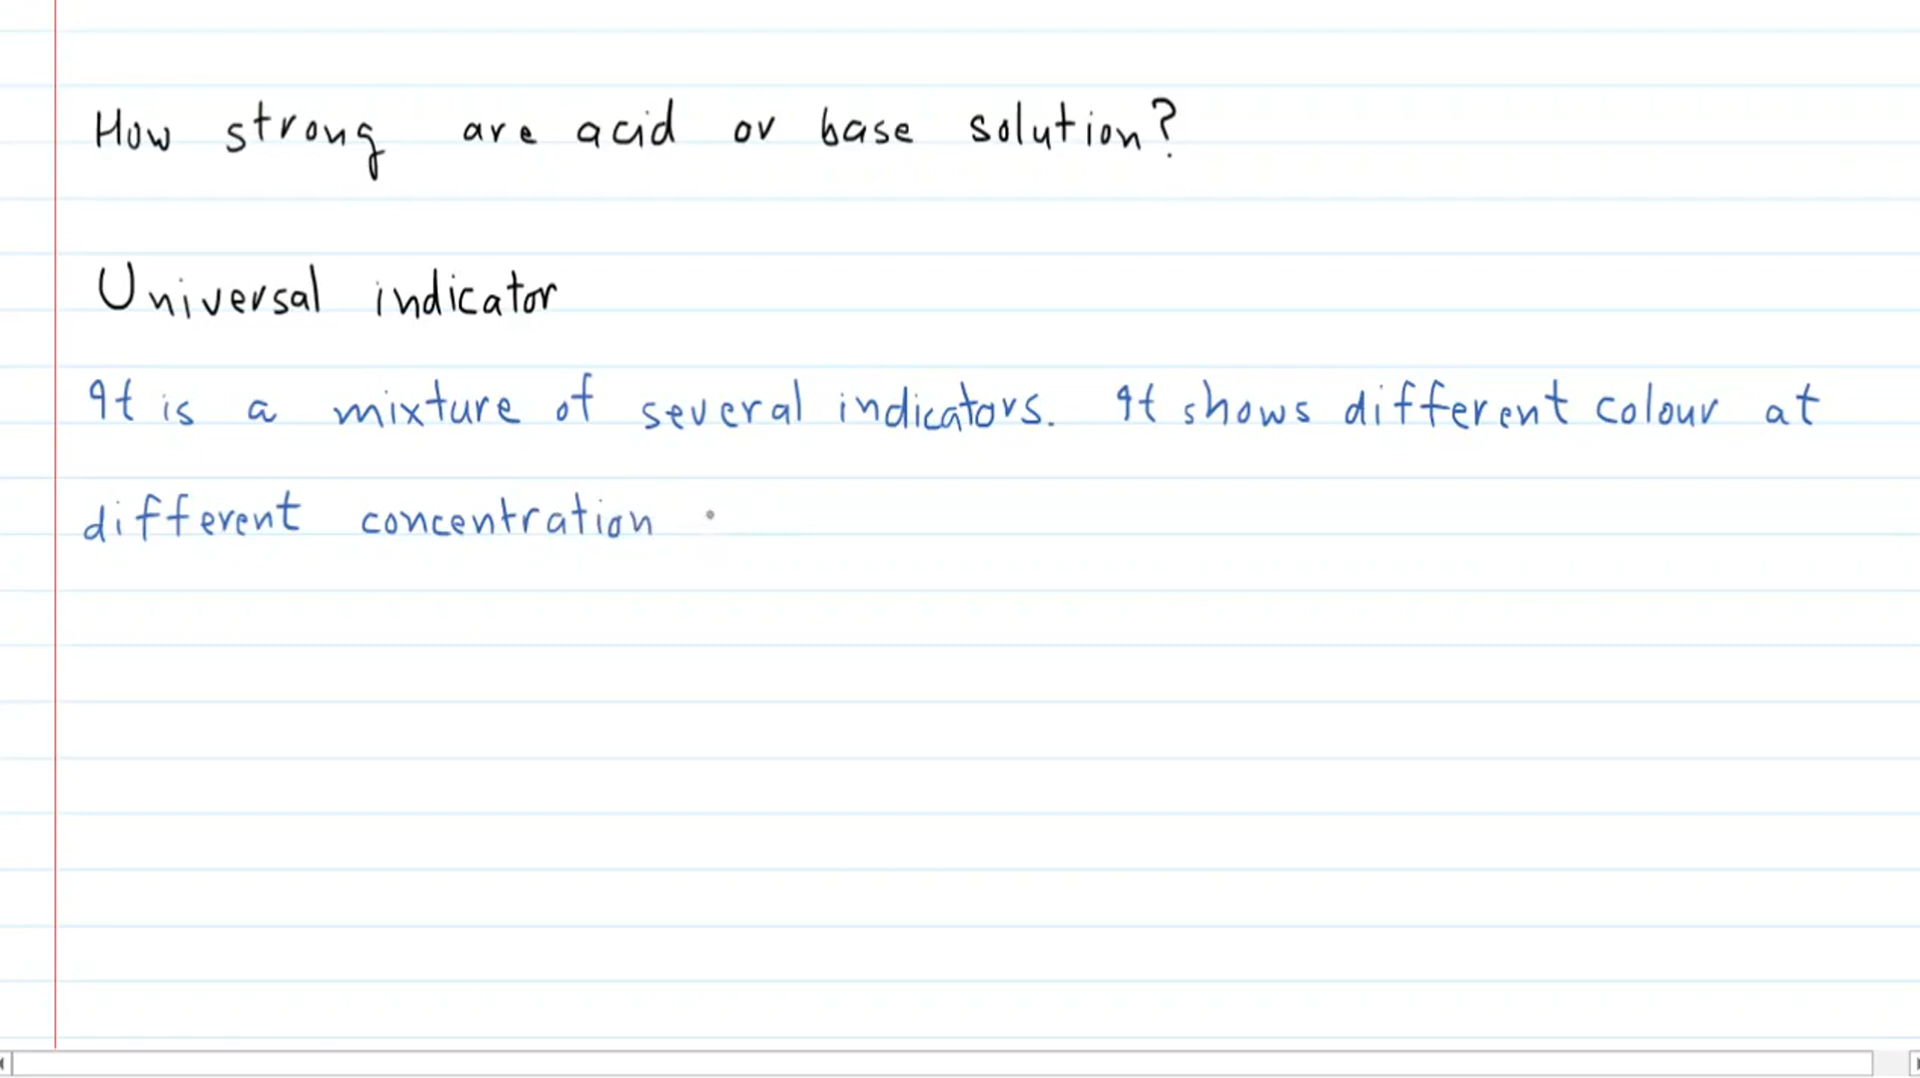 How strong are acid or base solution?
Universal indicator
It is a mixture of several indicators. It shows different colour at
different concentration